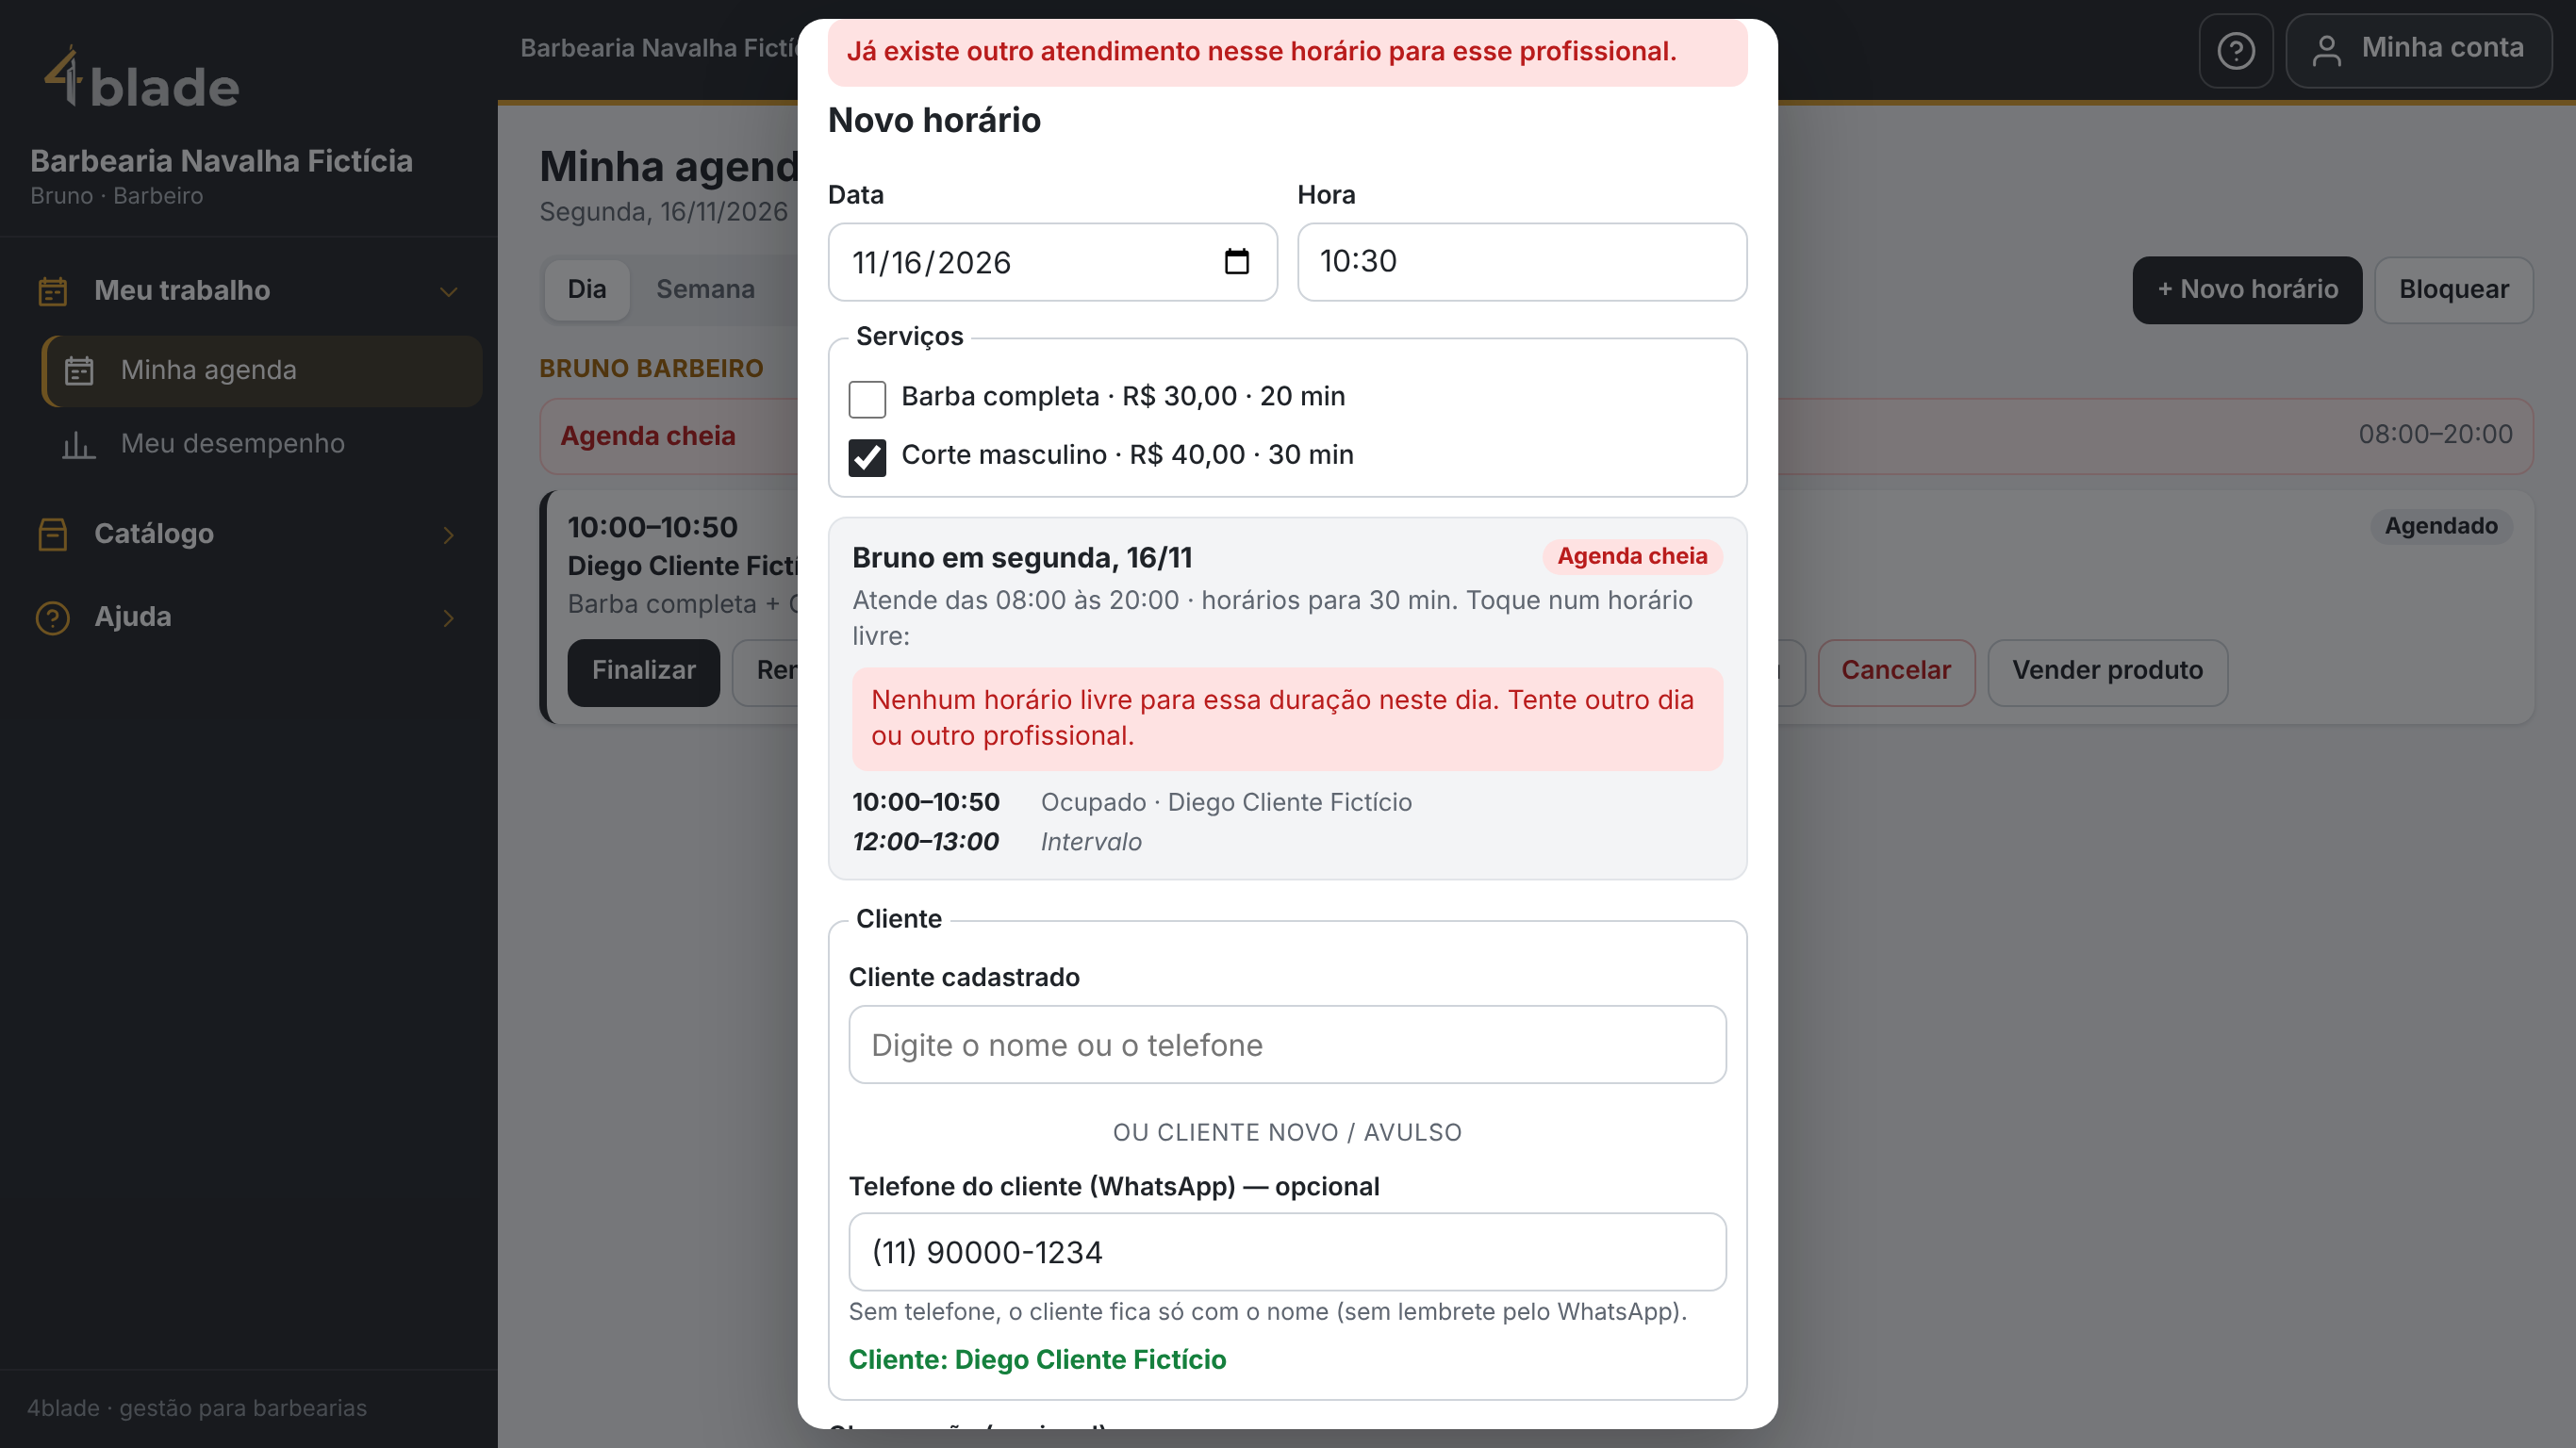 4blade
Barbearia Navalha Fictícia
Bruno · Barbeiro
Meu trabalho
Minha agenda
Meu desempenho
Catálogo
Ajuda
4blade · gestão para barbearias
Barbearia Navalha
Minha conta
Minha agend
Segunda, 16/11/2026
Dia
Semana
+ Novo horário
Bloquear
BRUNO BARBEIRO
Agenda cheia
08:00–20:00
10:00–10:50
Diego Cliente
Agendado
Barba completa +
Finalizar
Cancelar
Vender produto
Já existe outro atendimento nesse horário para esse profissional.
Novo horário
Data
Hora
11/16/2026
10:30
Serviços
Barba completa · R$ 30,00 · 20 min
Corte masculino · R$ 40,00 · 30 min
Bruno em segunda, 16/11
Agenda cheia
Atende das 08:00 às 20:00 · horários para 30 min. Toque num horário
livre:
Nenhum horário livre para essa duração neste dia. Tente outro dia
ou outro profissional.
10:00–10:50 Ocupado · Diego Cliente Fictício
12:00–13:00 Intervalo
Cliente
Cliente cadastrado
Digite o nome ou o telefone
OU CLIENTE NOVO / AVULSO
Telefone do cliente (WhatsApp) — opcional
(11) 90000-1234
Sem telefone, o cliente fica só com o nome (sem lembrete pelo WhatsApp).
Cliente: Diego Cliente Fictício